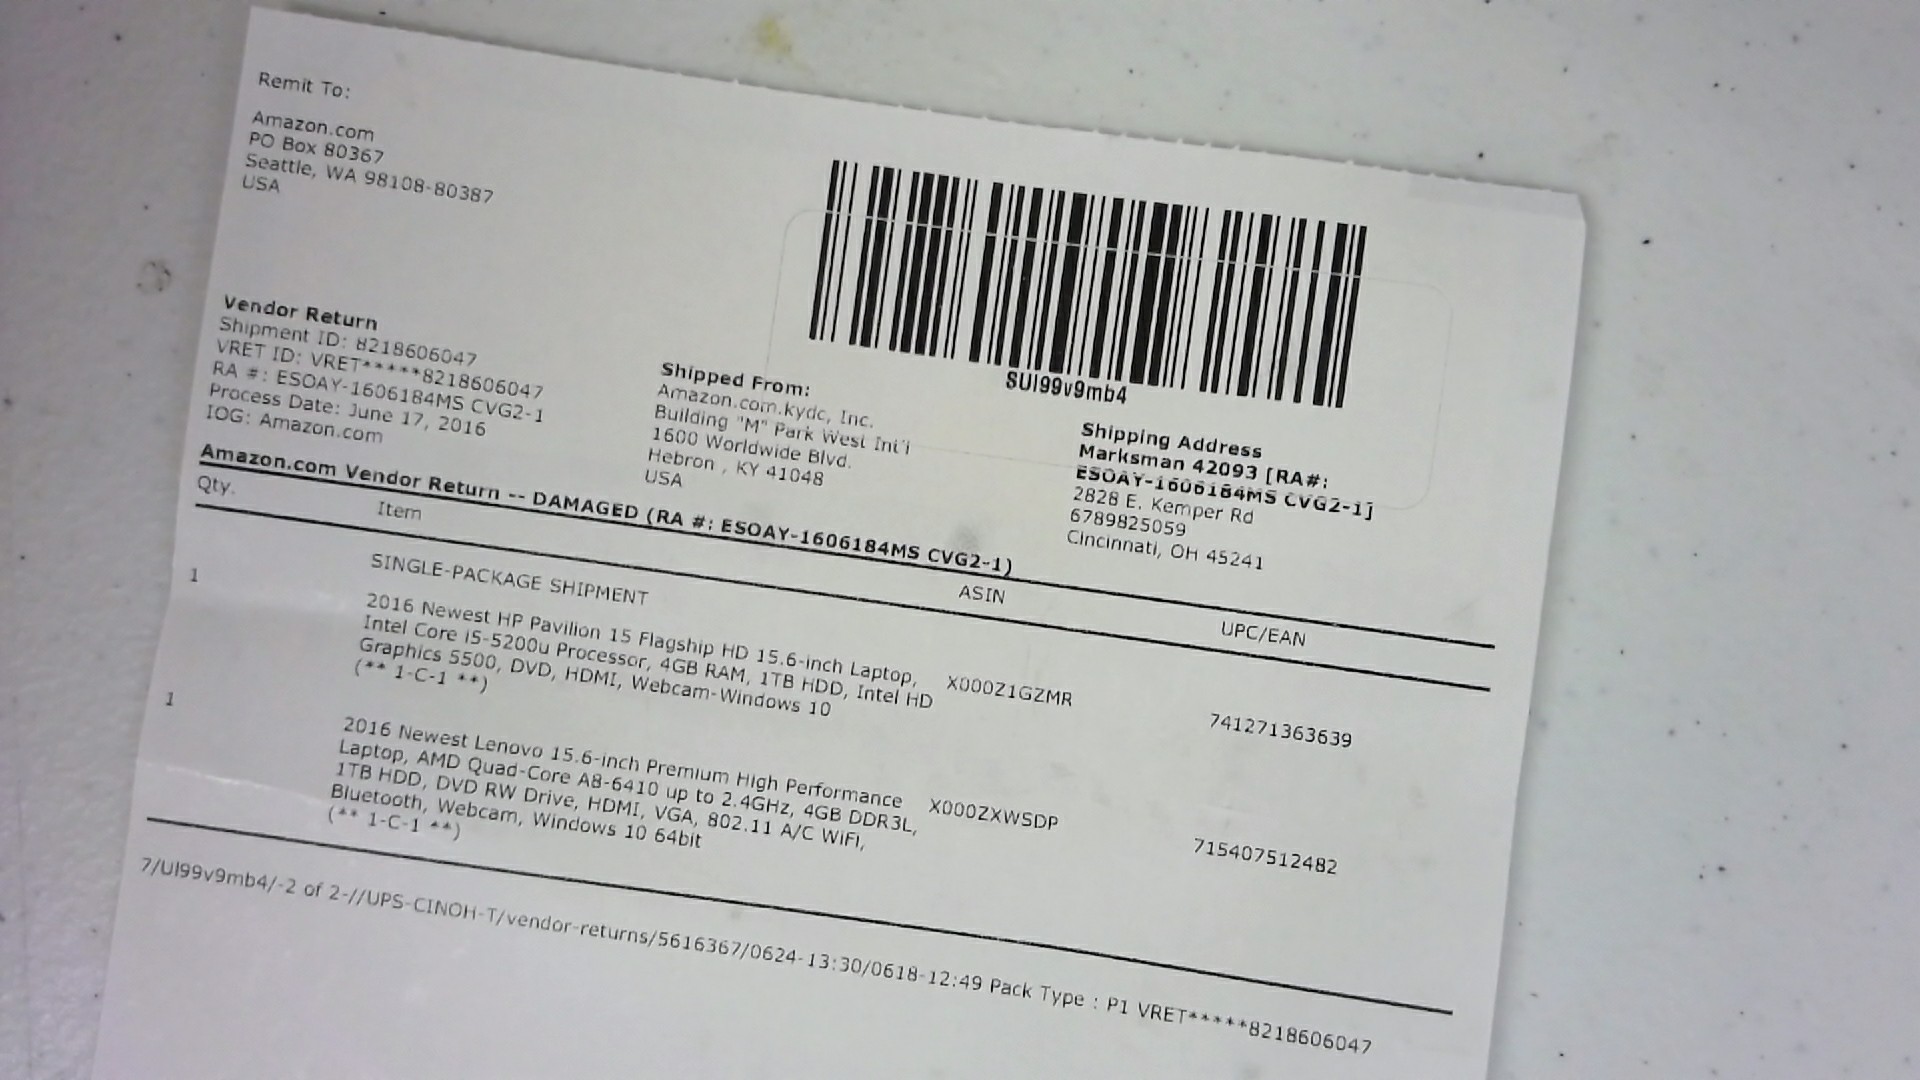 Remit To:
Amazon.com
PO Box 80367
Seattle, WA 98108-80387
USA
SUI99v9mb4
Vendor Return
Shipment ID: 8218606047
VRET ID: VRET*****8218606047
RA #: ESOAY-1606184MS CVG2-1
Process Date: June 17, 2016
IOG: Amazon.com
Shipped From:
Amazon.com.kydc, Inc.
Building "M" Park West Int'l
1600 Worldwide Blvd.
Hebron , KY 41048
USA
Shipping Address
Marksman 42093 [RA#:
ESOAY-1606184MS CVG2-1]
2828 E. Kemper Rd
6789825059
Cincinnati, OH 45241
Amazon.com Vendor Return -- DAMAGED (RA #: ESOAY-1606184MS CVG2-1)
Qty. Item ASIN UPC/EAN
SINGLE-PACKAGE SHIPMENT
1 2016 Newest HP Pavilion 15 Flagship HD 15.6-inch Laptop, X000Z1GZMR 741271363639
Intel Core i5-5200u Processor, 4GB RAM, 1TB HDD, Intel HD
Graphics 5500, DVD, HDMI, Webcam-Windows 10
(** 1-C-1 **)
1 2016 Newest Lenovo 15.6-inch Premium High Performance X000ZXWSDP 715407512482
Laptop, AMD Quad-Core A8-6410 up to 2.4GHz, 4GB DDR3L,
1TB HDD, DVD RW Drive, HDMI, VGA, 802.11 A/C WiFi,
Bluetooth, Webcam, Windows 10 64bit
(** 1-C-1 **)
7/UI99v9mb4/-2 of 2-//UPS-CINOH-T/vendor-returns/5616367/0624-13:30/0618-12:49 Pack Type : P1 VRET*****8218606047